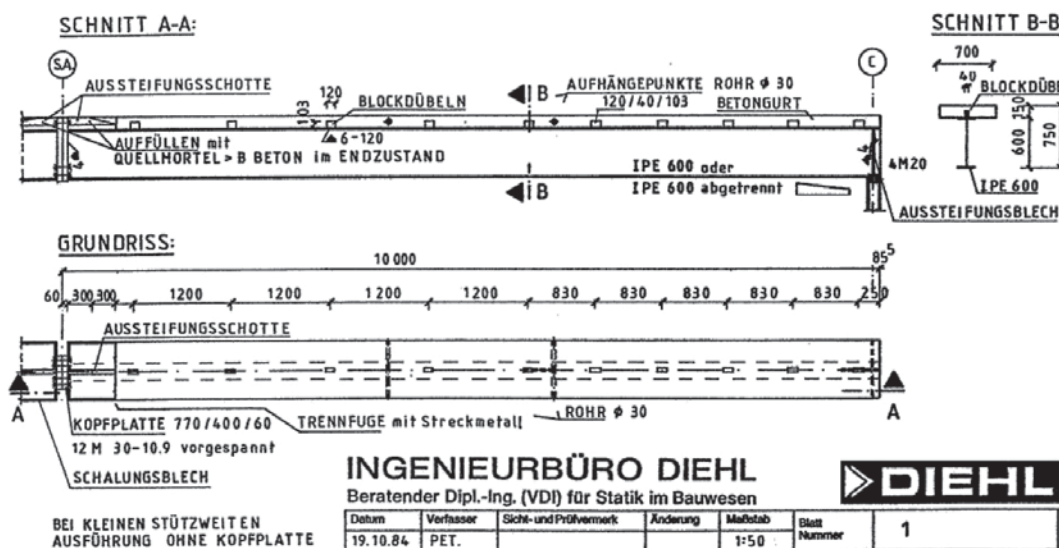 SCHNITT A-A:
SCHNITT B-B
S.A.
C
700
40
BLOCKDÜBE
150
600
750
IPE 600
AUSSTEIFUNGSSCHOTTE
120
103
BLOCKDÜBELN
6-120
B
AUFHÄNGEPUNKTE ROHR ø 30
120/40/103
BETONGURT
AUFFÜLLEN mit
QUELLMÖRTEL > B BETON im ENDZUSTAND
4
4
4M20
IPE 600 oder
B
IPE 600 abgetrennt
AUSSTEIFUNGSBLECH
GRUNDRISS:
10 000
85⁵
60 300 300 1200 1200 1200 1200 830 830 830 830 250
AUSSTEIFUNGSSCHOTTE
A
A
KOPFPLATTE 770/400/60
TRENNFUGE mit Streckmetall
ROHR ø 30
12 M 30-10.9 vorgespannt
SCHALUNGSBLECH
INGENIEURBÜRO DIEHL
DIEHL
Beratender Dipl.-Ing. (VDI) für Statik im Bauwesen
BEI KLEINEN STÜTZWEITEN
AUSFÜHRUNG OHNE KOPFPLATTE
Datum Verfasser Sicht- und Prüfvermerk Änderung Maßstab Blatt Nummer 1
19.10.84 PET. 1:50